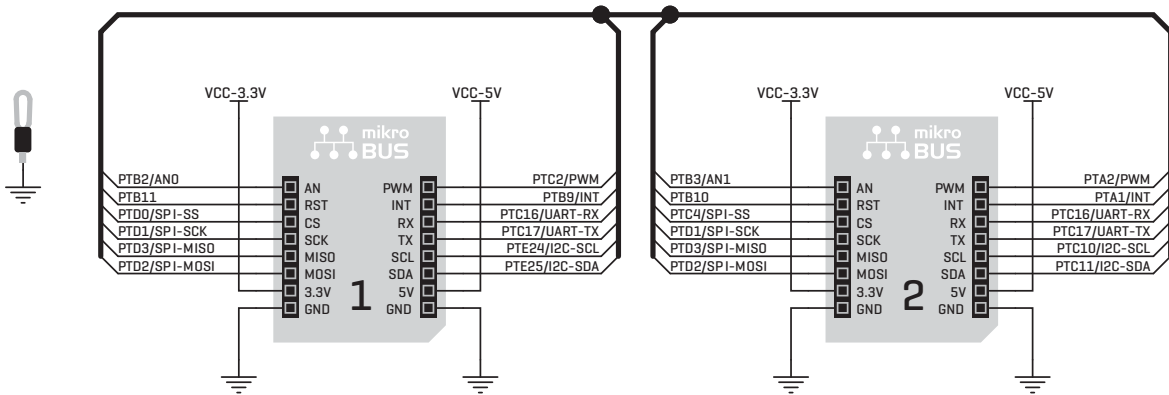 VCC-3.3V
VCC-5V
mikro
BUS
PTB2/AN0
PTB11
PTD0/SPI-SS
PTD1/SPI-SCK
PTD3/SPI-MISO
PTD2/SPI-MOSI
AN
RST
CS
SCK
MISO
MOSI
3.3V
GND
1
PWM
INT
RX
TX
SCL
SDA
5V
GND
PTC2/PWM
PTB9/INT
PTC16/UART-RX
PTC17/UART-TX
PTE24/I2C-SCL
PTE25/I2C-SDA
VCC-3.3V
VCC-5V
mikro
BUS
PTB3/AN1
PTB10
PTC4/SPI-SS
PTD1/SPI-SCK
PTD3/SPI-MISO
PTD2/SPI-MOSI
AN
RST
CS
SCK
MISO
MOSI
3.3V
GND
2
PWM
INT
RX
TX
SCL
SDA
5V
GND
PTA2/PWM
PTA1/INT
PTC16/UART-RX
PTC17/UART-TX
PTC10/I2C-SCL
PTC11/I2C-SDA